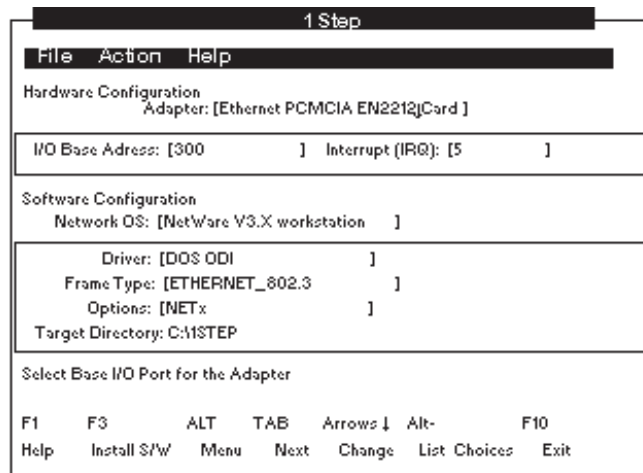 1 Step
File Action Help
Hardware Configuration
Adapter: [Ethernet PCMCIA EN2212jCard ]
I/O Base Adress: [300 ] Interrupt (IRQ): [5 ]
Software Configuration
Network OS: [NetWare V3.X workstation ]
Driver: [DOS ODI ]
Frame Type: [ETHERNET_802.3 ]
Options: [NETx ]
Target Directory: C:\1STEP
Select Base I/O Port for the Adapter
F1 F3 ALT TAB Arrows↓ Alt- F10
Help Install S/W Menu Next Change List Choices Exit